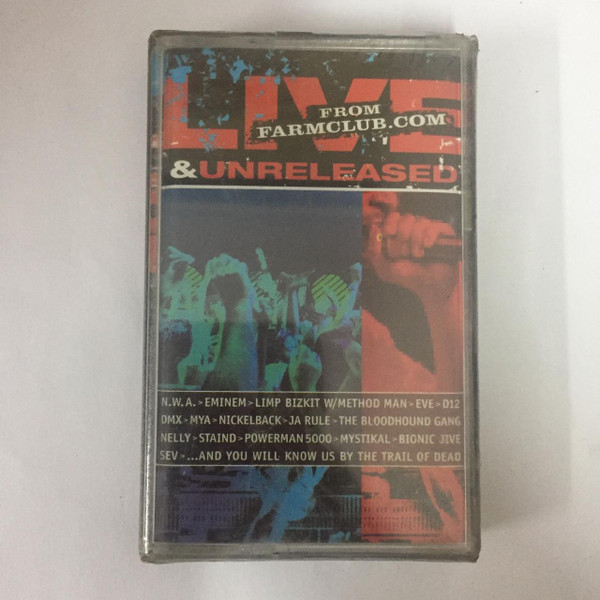 LIVE
FROM
FARMCLUB.COM
& UNRELEASED
N.W.A. > EMINEM > LIMP BIZKIT W/METHOD MAN > EVE > D12
DMX > MYA > NICKELBACK > JA RULE > THE BLOODHOUND GANG
NELLY > STAIND > POWERMAN 5000 > MYSTIKAL > BIONIC JIVE
SEV > ...AND YOU WILL KNOW US BY THE TRAIL OF DEAD